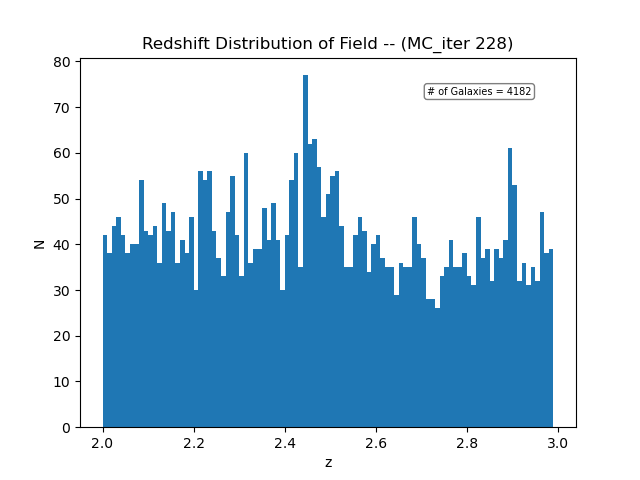 Redshift Distribution of Field -- (MC_iter 228)
# of Galaxies = 4182
80
70
60
50
40
30
20
10
0
N
2.0 2.2 2.4 2.6 2.8 3.0
z